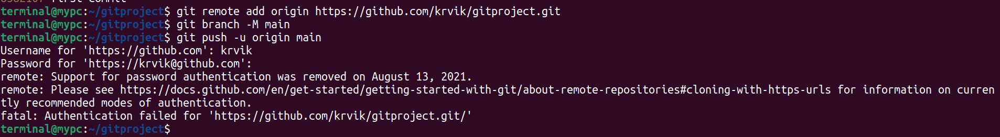 terminal@mypc:~/gitproject$ git remote add origin https://github.com/krvik/gitproject.git
terminal@mypc:~/gitproject$ git branch -M main
terminal@mypc:~/gitproject$ git push -u origin main
Username for 'https://github.com': krvik
Password for 'https://krvik@github.com':
remote: Support for password authentication was removed on August 13, 2021.
remote: Please see https://docs.github.com/en/get-started/getting-started-with-git/about-remote-repositories#cloning-with-https-urls for information on curren
tly recommended modes of authentication.
fatal: Authentication failed for 'https://github.com/krvik/gitproject.git/'
terminal@mypc:~/gitproject$